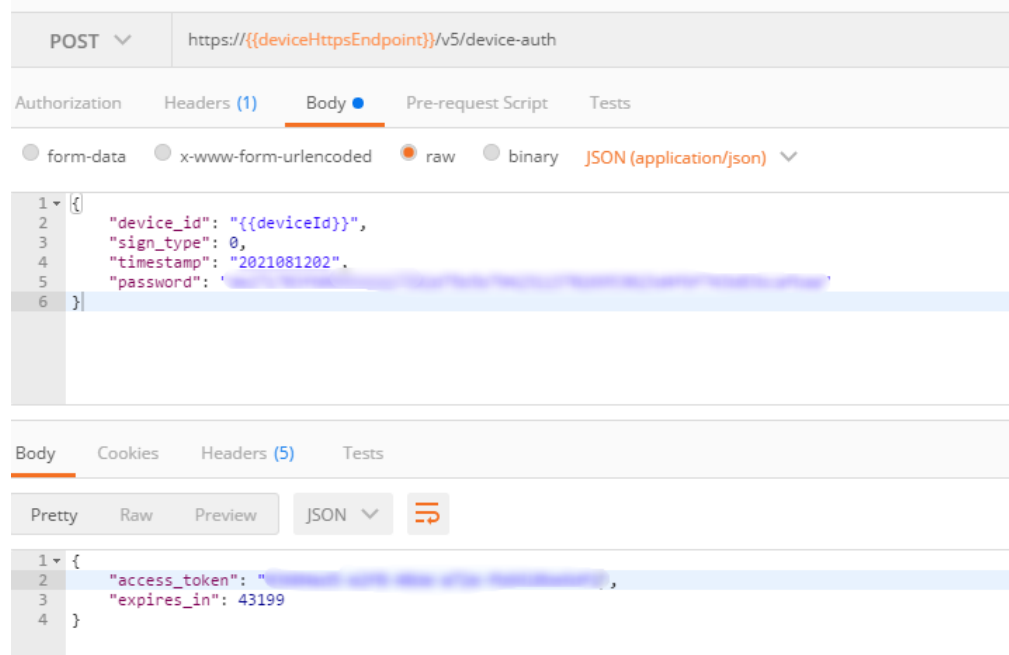 POST https://{{deviceHttpsEndpoint}}/v5/device-auth
Authorization Headers (1) Body Pre-request Script Tests
form-data x-www-form-urlencoded raw binary JSON (application/json)
1 {
2 "device_id": "{{deviceId}}",
3 "sign_type": 0,
4 "timestamp": "2021081202",
5 "password": "
6 }
Body Cookies Headers (5) Tests
Pretty Raw Preview JSON
1 {
2 "access_token": " ,
3 "expires_in": 43199
4 }